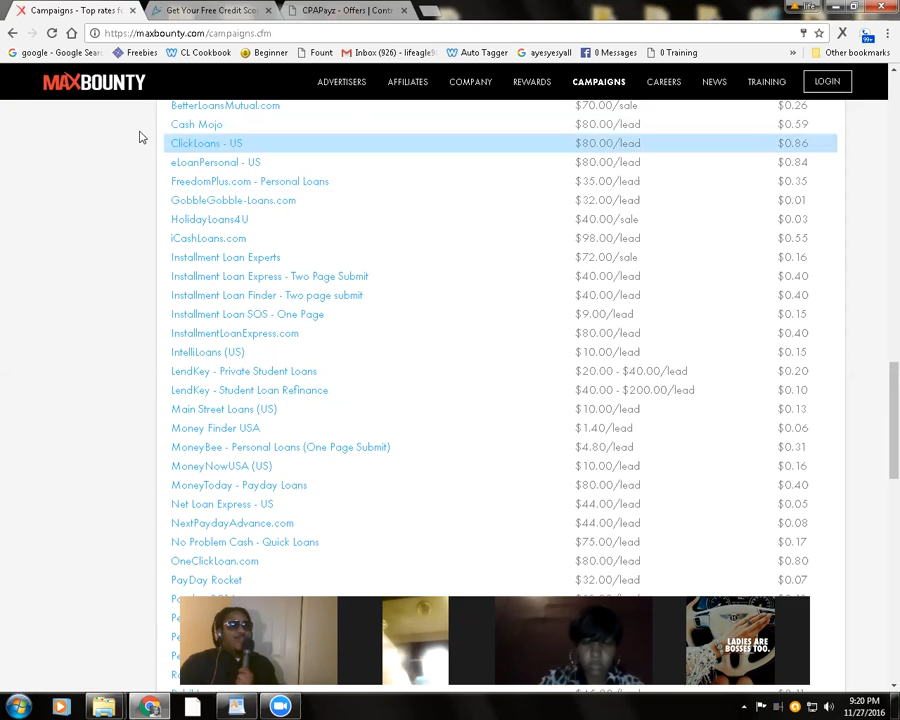 Campaigns - Top rates f
Get Your Free Credit Sco
CPAPayz - Offers | Cont
life
https://maxbounty.com/campaigns.cfm
google - Google Sear
Freebies
CL Cookbook
Beginner
Fount
Inbox (926) - lifeagle9
Auto Tagger
ayesyesyall
0 Messages
0 Training
»
Other bookmarks
99+
MAXBOUNTY
ADVERTISERS AFFILIATES COMPANY REWARDS CAMPAIGNS CAREERS NEWS TRAINING LOGIN
BetterLoansMutual.com $70.00/sale $0.26
Cash Mojo $80.00/lead $0.59
ClickLoans - US $80.00/lead $0.86
eLoanPersonal - US $80.00/lead $0.84
FreedomPlus.com - Personal Loans $35.00/lead $0.35
GobbleGobble-Loans.com $32.00/lead $0.01
HolidayLoans4U $40.00/sale $0.03
iCashLoans.com $98.00/lead $0.55
Installment Loan Experts $72.00/sale $0.16
Installment Loan Express - Two Page Submit $40.00/lead $0.40
Installment Loan Finder - Two page submit $40.00/lead $0.40
Installment Loan SOS - One Page $9.00/lead $0.15
InstallmentLoanExpress.com $80.00/lead $0.40
IntelliLoans (US) $10.00/lead $0.15
LendKey - Private Student Loans $20.00 - $40.00/lead $0.20
LendKey - Student Loan Refinance $40.00 - $200.00/lead $0.10
Main Street Loans (US) $10.00/lead $0.13
Money Finder USA $1.40/lead $0.06
MoneyBee - Personal Loans (One Page Submit) $4.80/lead $0.31
MoneyNowUSA (US) $10.00/lead $0.16
MoneyToday - Payday Loans $80.00/lead $0.40
Net Loan Express - US $44.00/lead $0.05
NextPaydayAdvance.com $44.00/lead $0.08
No Problem Cash - Quick Loans $75.00/lead $0.17
OneClickLoan.com $80.00/lead $0.80
PayDay Rocket $32.00/lead $0.07
LADIES ARE
BOSSES TOO.
9:20 PM
11/27/2016